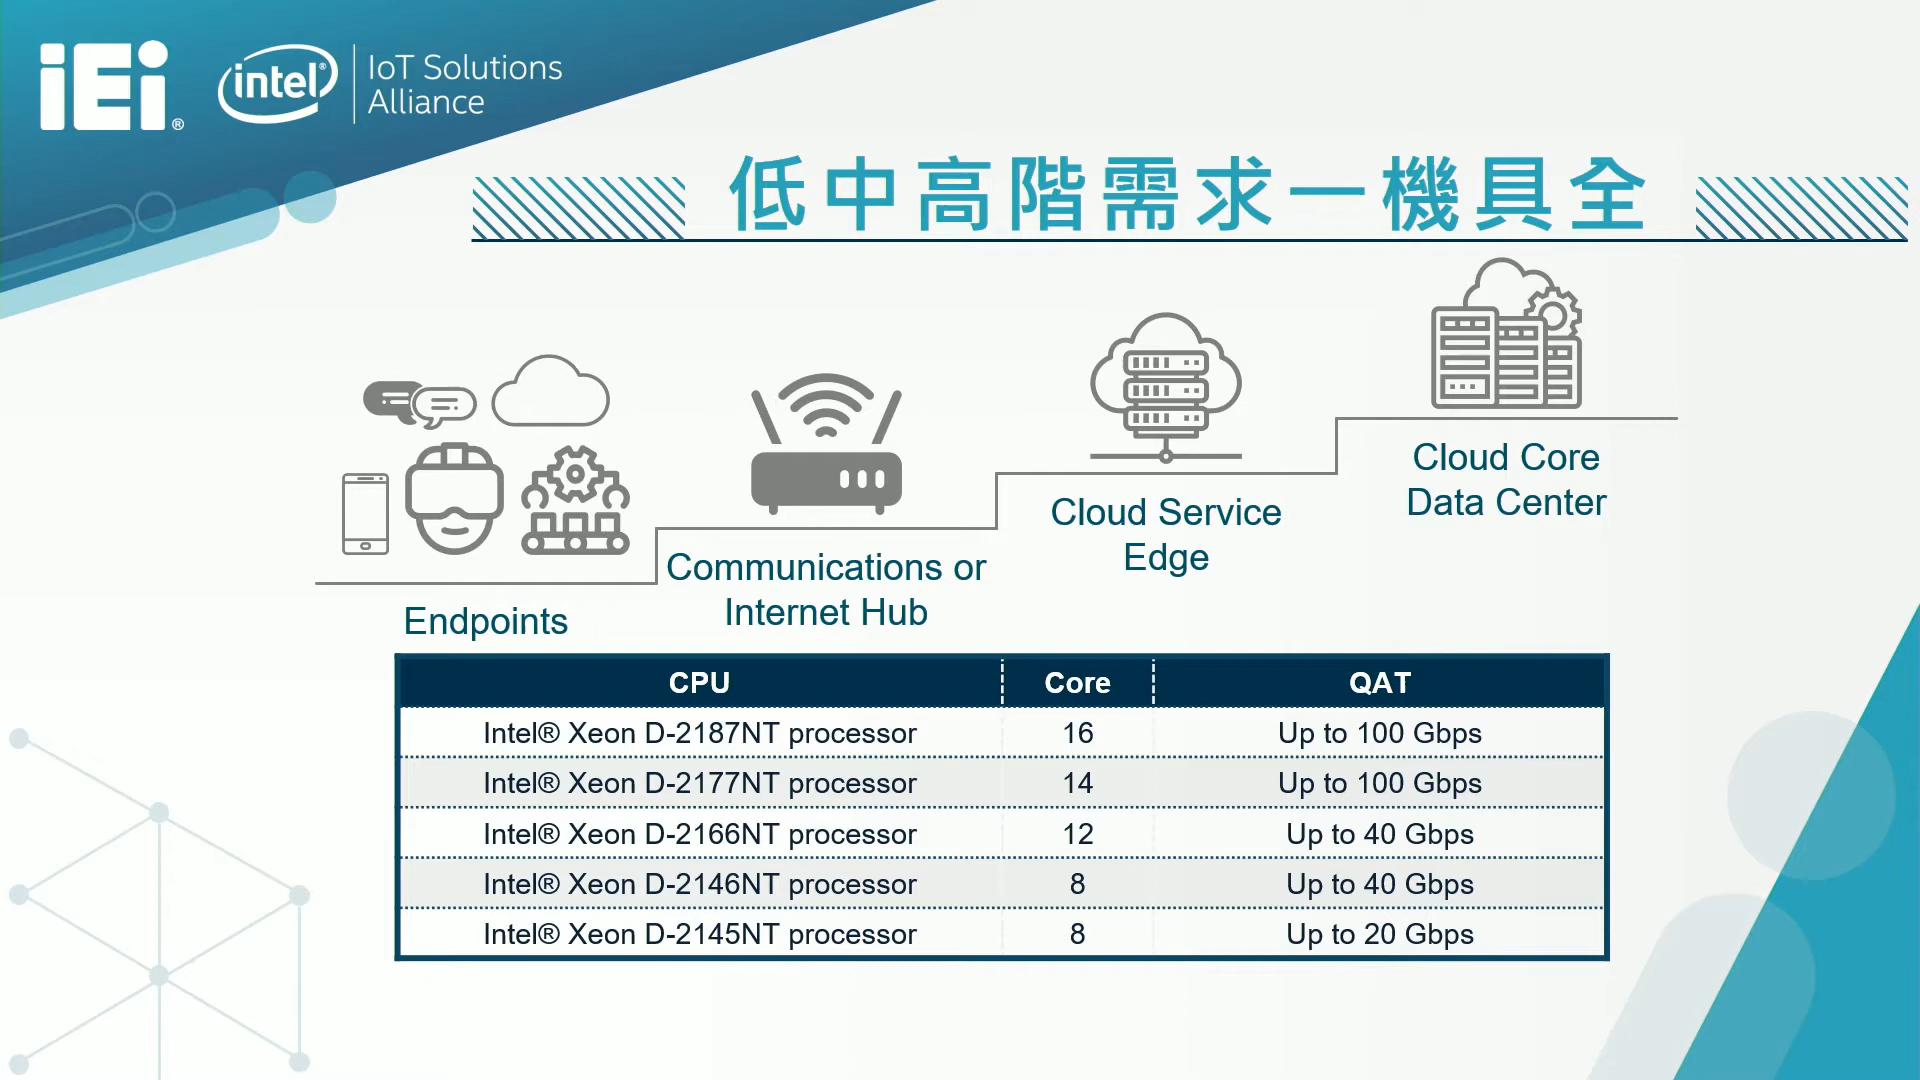 iEi®
intel® IoT Solutions
Alliance
低中高階需求一機具全
Endpoints
Communications or
Internet Hub
Cloud Service
Edge
Cloud Core
Data Center
CPU Core QAT
Intel® Xeon D-2187NT processor 16 Up to 100 Gbps
Intel® Xeon D-2177NT processor 14 Up to 100 Gbps
Intel® Xeon D-2166NT processor 12 Up to 40 Gbps
Intel® Xeon D-2146NT processor 8 Up to 40 Gbps
Intel® Xeon D-2145NT processor 8 Up to 20 Gbps